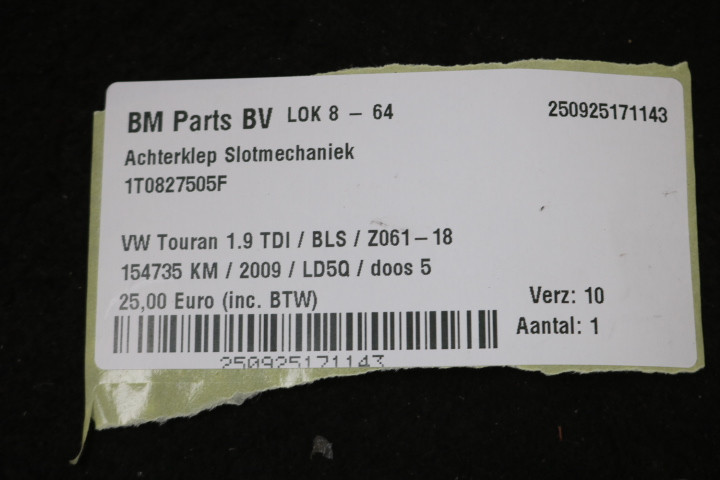 BM Parts BV LOK 8 – 64 250925171143
Achterklep Slotmechaniek
1T0827505F
VW Touran 1.9 TDI / BLS / Z061–18
154735 KM / 2009 / LD5Q / doos 5
25,00 Euro (inc. BTW) Verz: 10
Aantal: 1
250925171143